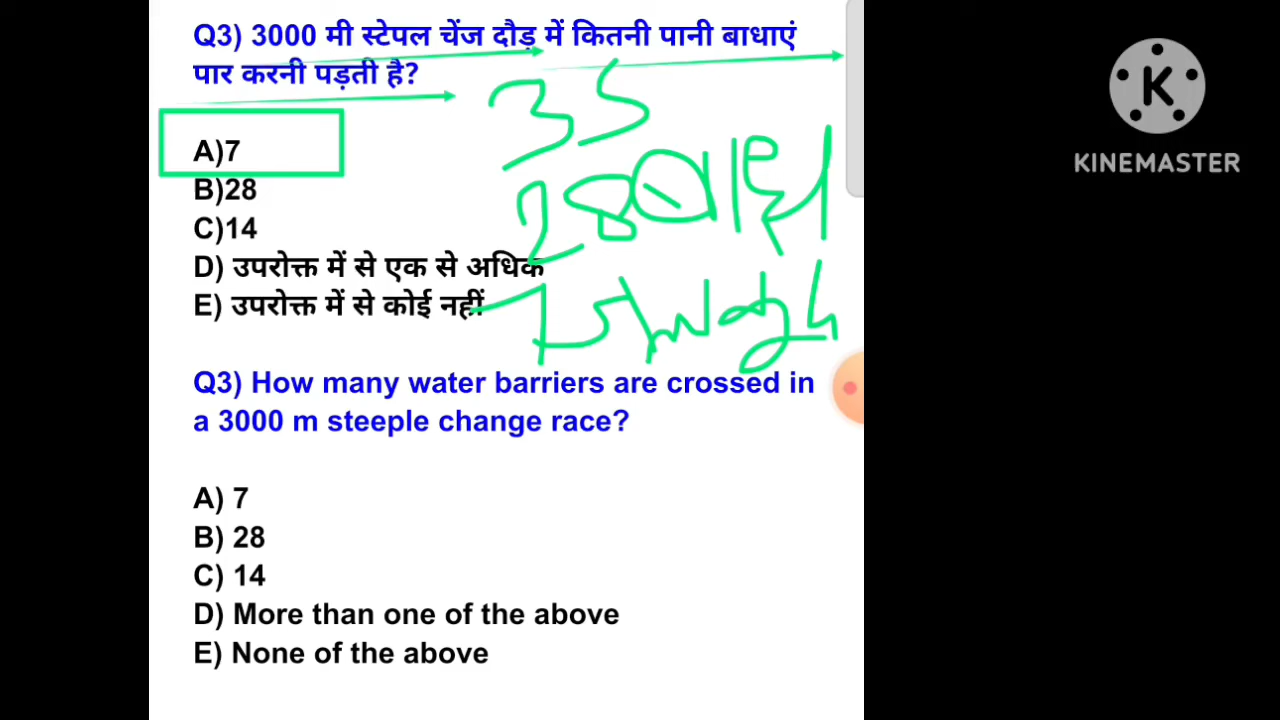 Q3) 3000 मी स्टेपल चेंज दौड़ में कितनी पानी बाधाएं
पार करनी पड़ती है?
A)7
B)28
C)14
D) उपरोक्त में से एक से अधिक
E) उपरोक्त में से कोई नहीं
35
28
Q3) How many water barriers are crossed in
a 3000 m steeple change race?
A) 7
B) 28
C) 14
D) More than one of the above
E) None of the above
K
KINEMASTER